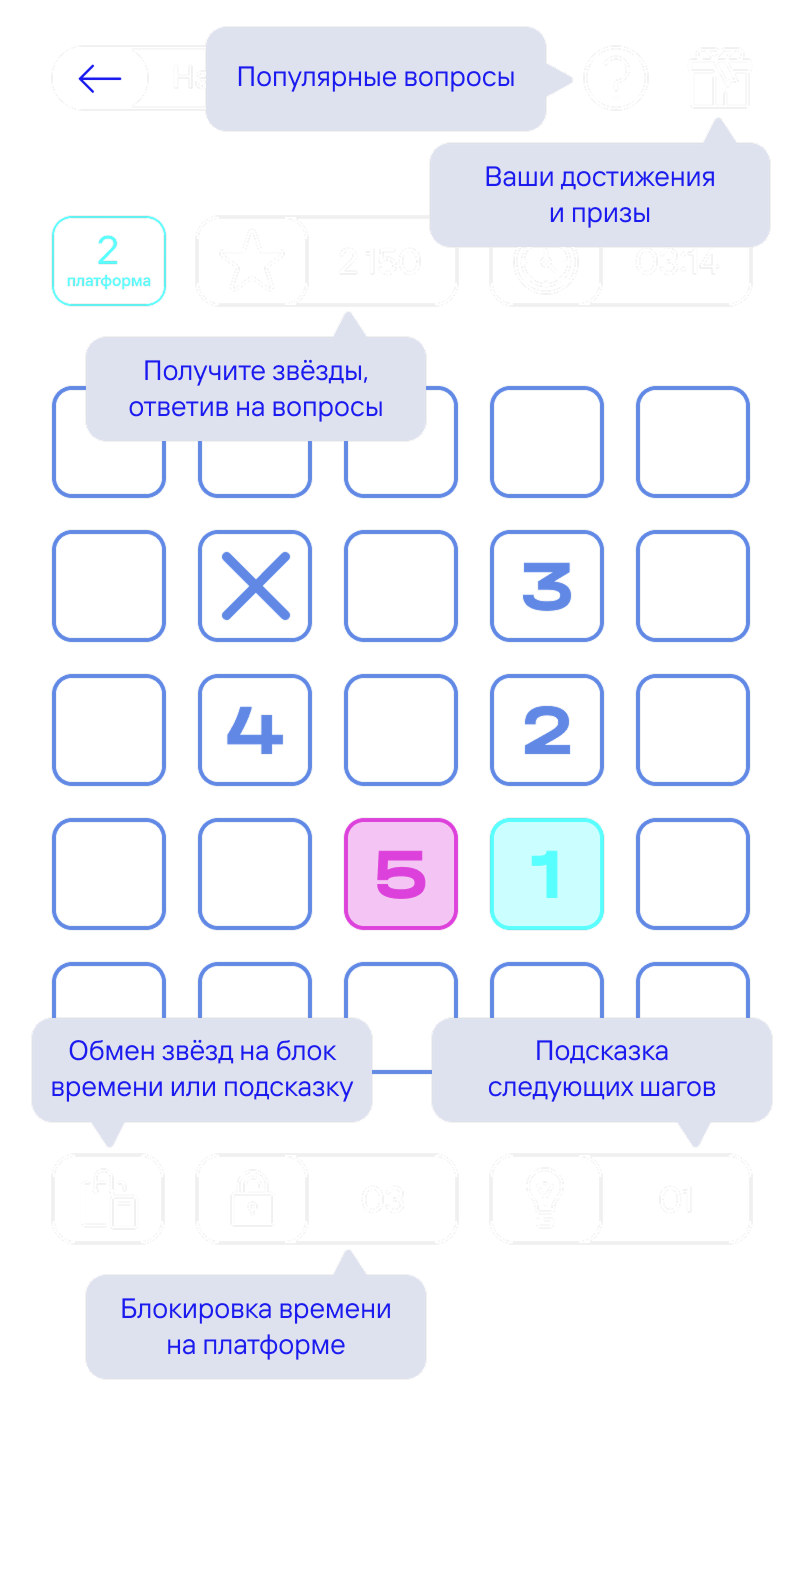 На
Популярные вопросы
?
Ваши достижения
и призы
2
платформа
2 150
03:14
Получите звёзды,
ответив на вопросы
3
4
2
5
1
Обмен звёзд на блок
времени или подсказку
Подсказка
следующих шагов
03
01
Блокировка времени
на платформе